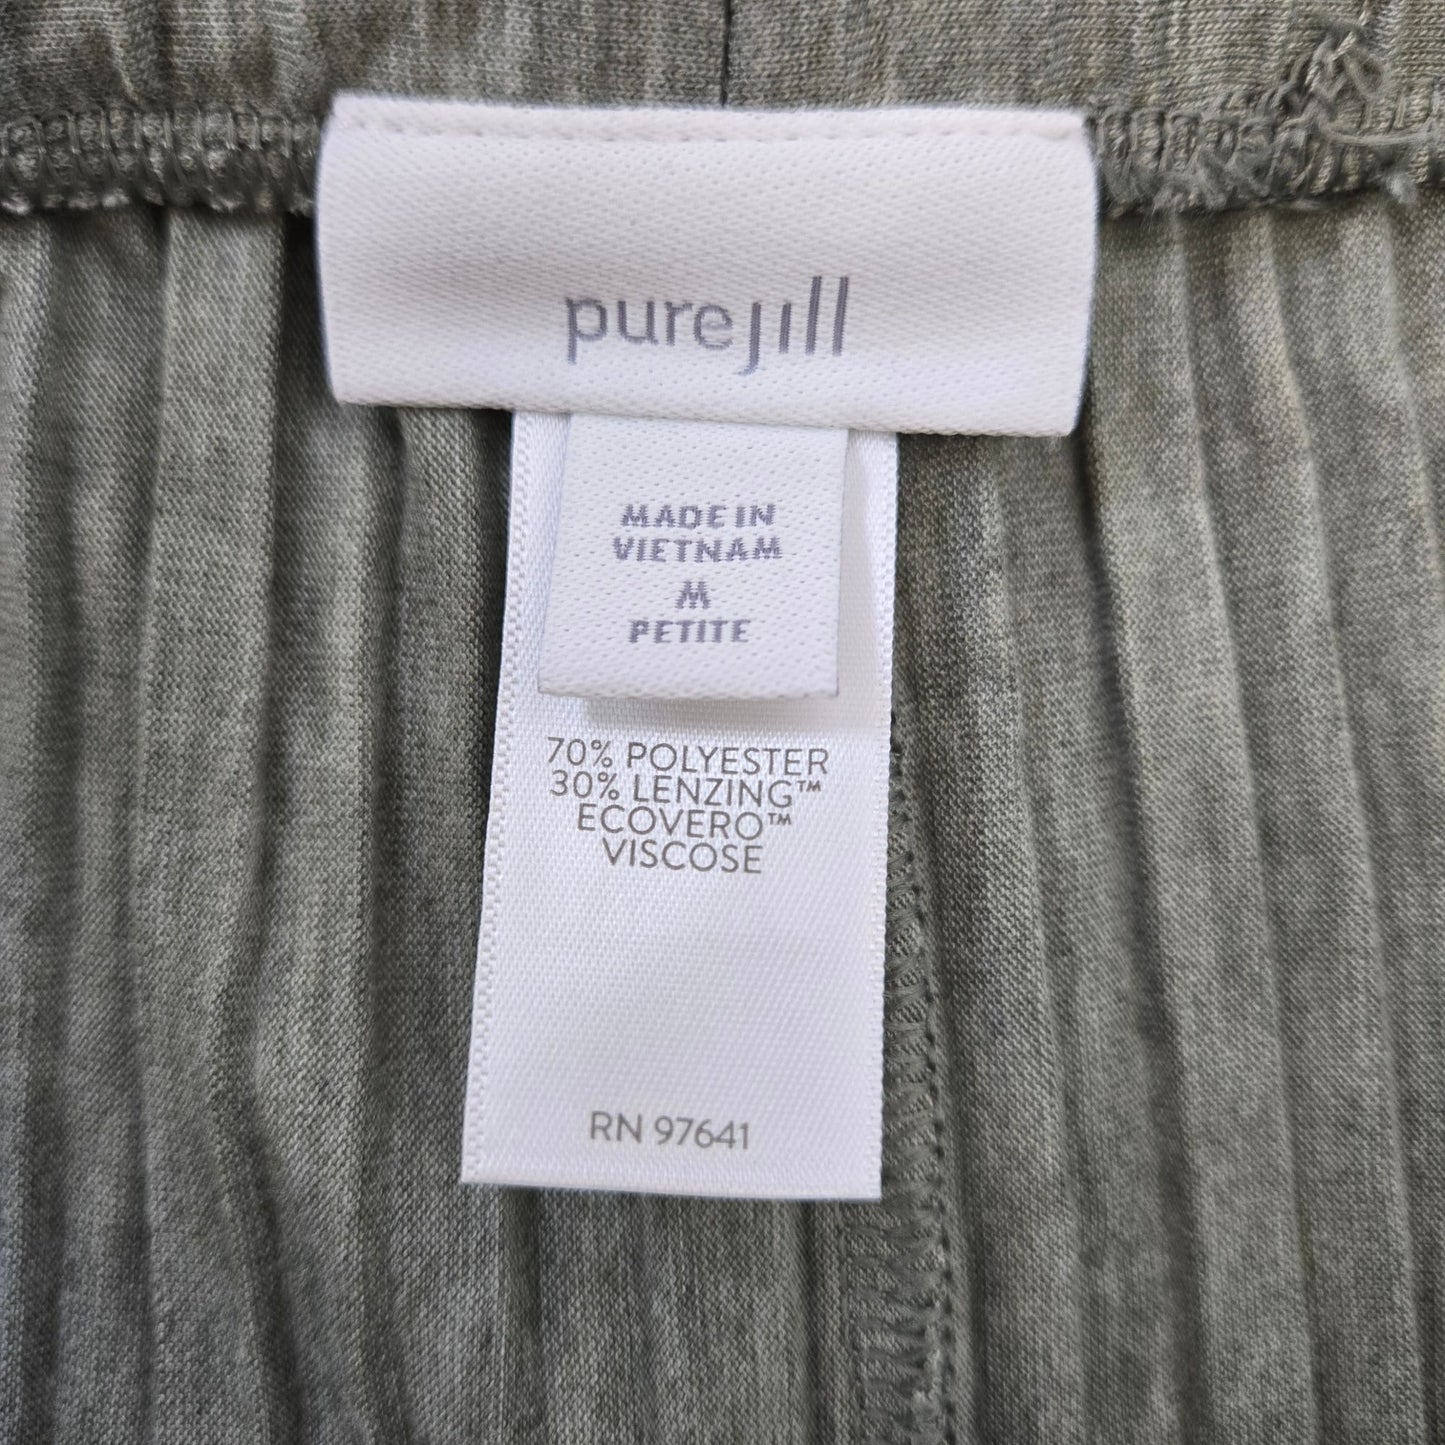 purejill
MADE IN
VIETNAM
M
PETITE
70% POLYESTER
30% LENZING™
ECOVERO™
VISCOSE
RN 97641